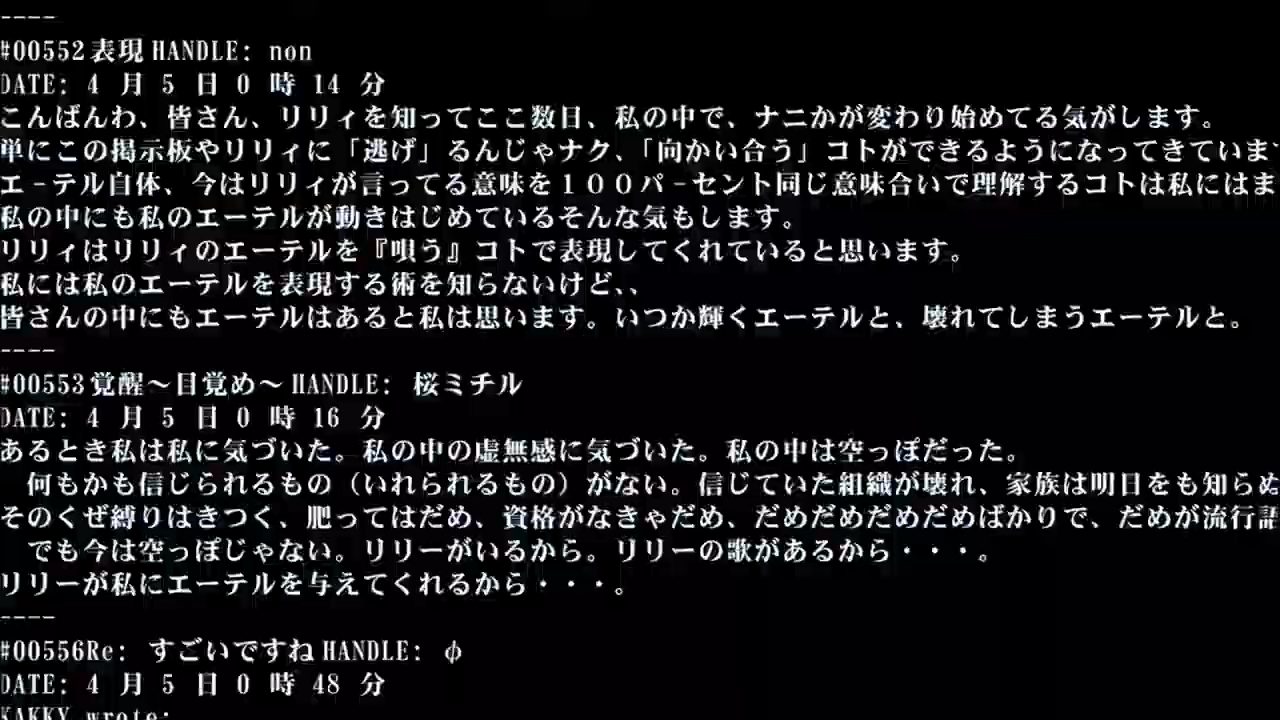 ----
#00552表現HANDLE: non
DATE: 4 月 5 日 0 時 14 分
こんばんわ、皆さん、リリィを知ってここ数日、私の中で、ナニかが変わり始めてる気がします。
単にこの掲示板やリリィに「逃げ」るんじゃナク、「向かい合う」コトができるようになってきていま
エ-テル自体、今はリリィが言ってる意味を100パ-セント同じ意味合いで理解するコトは私にはま
私の中にも私のエーテルが動きはじめているそんな気もします。
リリィはリリィのエーテルを『唄う』コトで表現してくれていると思います。
私には私のエーテルを表現する術を知らないけど、、
皆さんの中にもエーテルはあると私は思います。いつか輝くエーテルと、壊れてしまうエーテルと。
----
#00553覚醒〜目覚め〜HANDLE: 桜ミチル
DATE: 4 月 5 日 0 時 16 分
あるとき私は私に気づいた。私の中の虚無感に気づいた。私の中は空っぽだった。
何もかも信じられるもの（いれられるもの）がない。信じていた組織が壊れ、家族は明日をも知らぬ
そのくせ縛りはきつく、肥ってはだめ、資格がなきゃだめ、だめだめだめだめばかりで、だめが流行語
でも今は空っぽじゃない。リリーがいるから。リリーの歌があるから・・・。
リリーが私にエーテルを与えてくれるから・・・。
----
#00556Re: すごいですねHANDLE: φ
DATE: 4 月 5 日 0 時 48 分
KAKKY wrote: